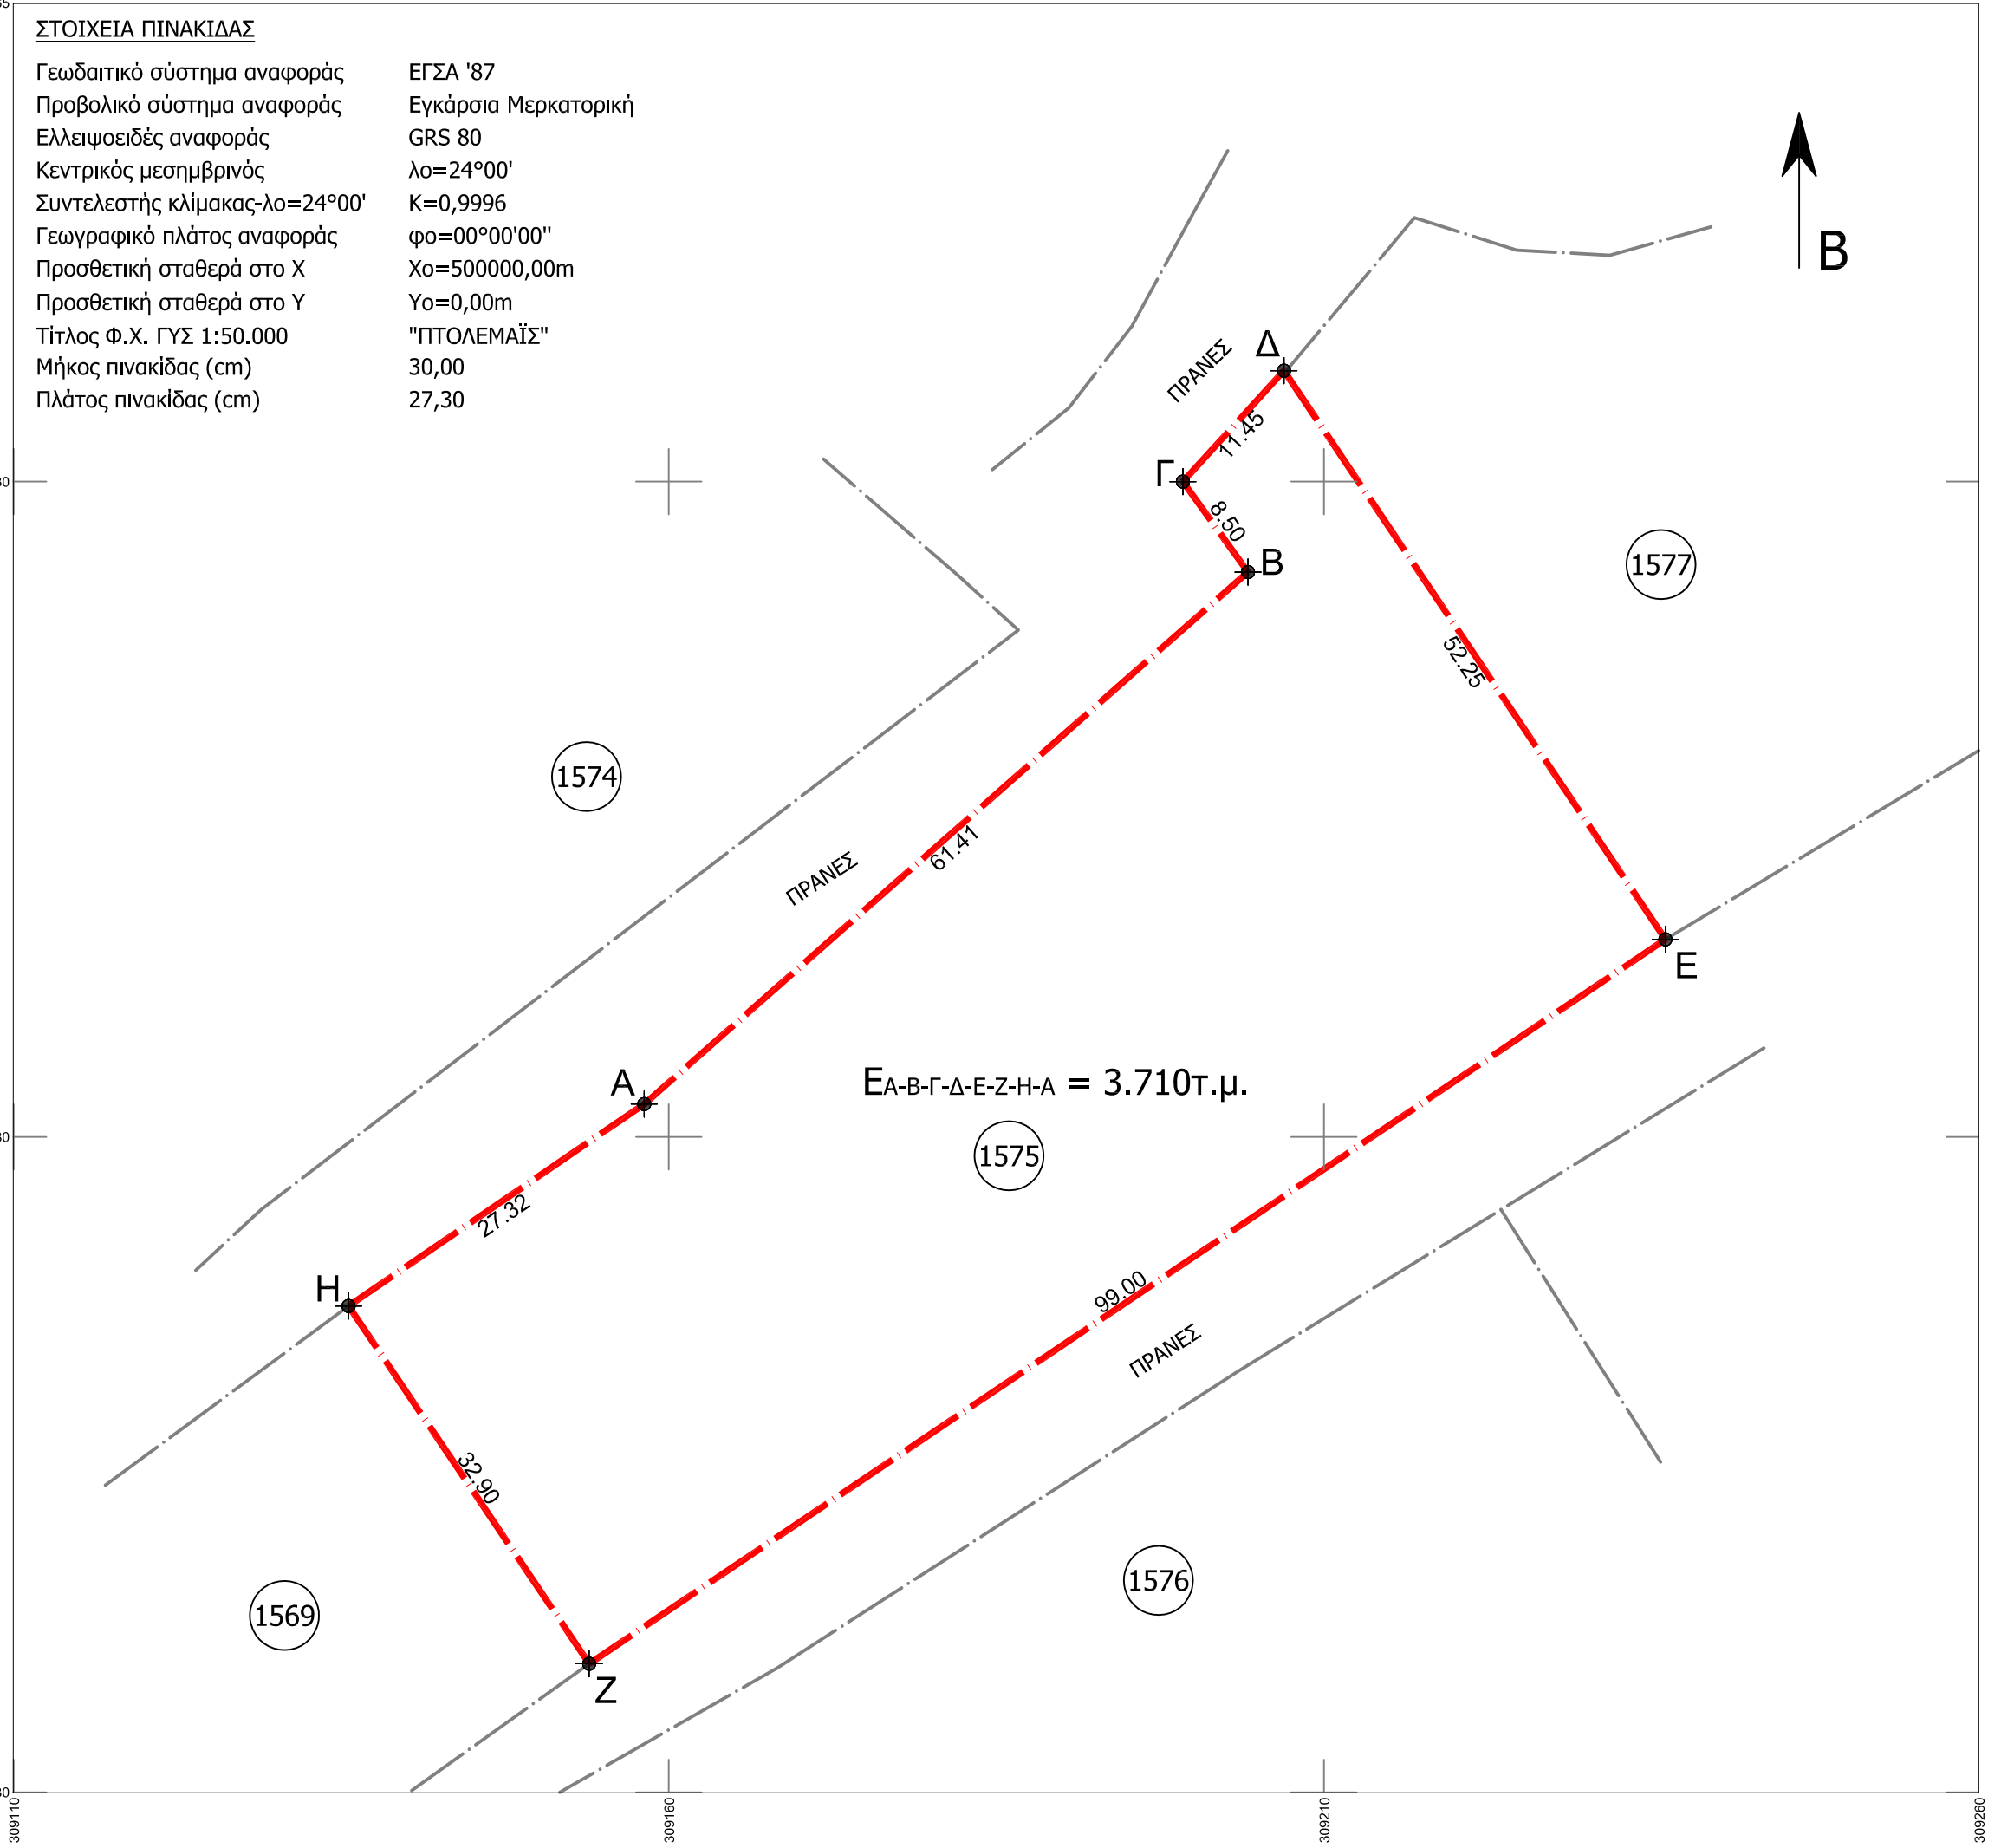 ΣΤΟΙΧΕΙΑ ΠΙΝΑΚΙΔΑΣ
Γεωδαιτικό σύστημα αναφοράς ΕΓΣΑ '87
Προβολικό σύστημα αναφοράς Εγκάρσια Μερκατορική
Ελλειψοειδές αναφοράς GRS 80
Κεντρικός μεσημβρινός λο=24°00'
Συντελεστής κλίμακας-λο=24°00' Κ=0,9996
Γεωγραφικό πλάτος αναφοράς φο=00°00'00''
Προσθετική σταθερά στο Χ Χο=500000,00m
Προσθετική σταθερά στο Υ Υο=0,00m
Τίτλος Φ.Χ. ΓΥΣ 1:50.000 "ΠΤΟΛΕΜΑΪΣ"
Μήκος πινακίδας (cm) 30,00
Πλάτος πινακίδας (cm) 27,30
Β
ΠΡΑΝΕΣ
Δ
11.45
Γ
8.50
Β
1577
52.25
1574
61.41
ΠΡΑΝΕΣ
Ε
Α
ΕΑ-Β-Γ-Δ-Ε-Ζ-Η-Α = 3.710τ.μ.
1575
27.32
Η
99.00
ΠΡΑΝΕΣ
32.90
1576
1569
Ζ
309110
309160
309210
309260